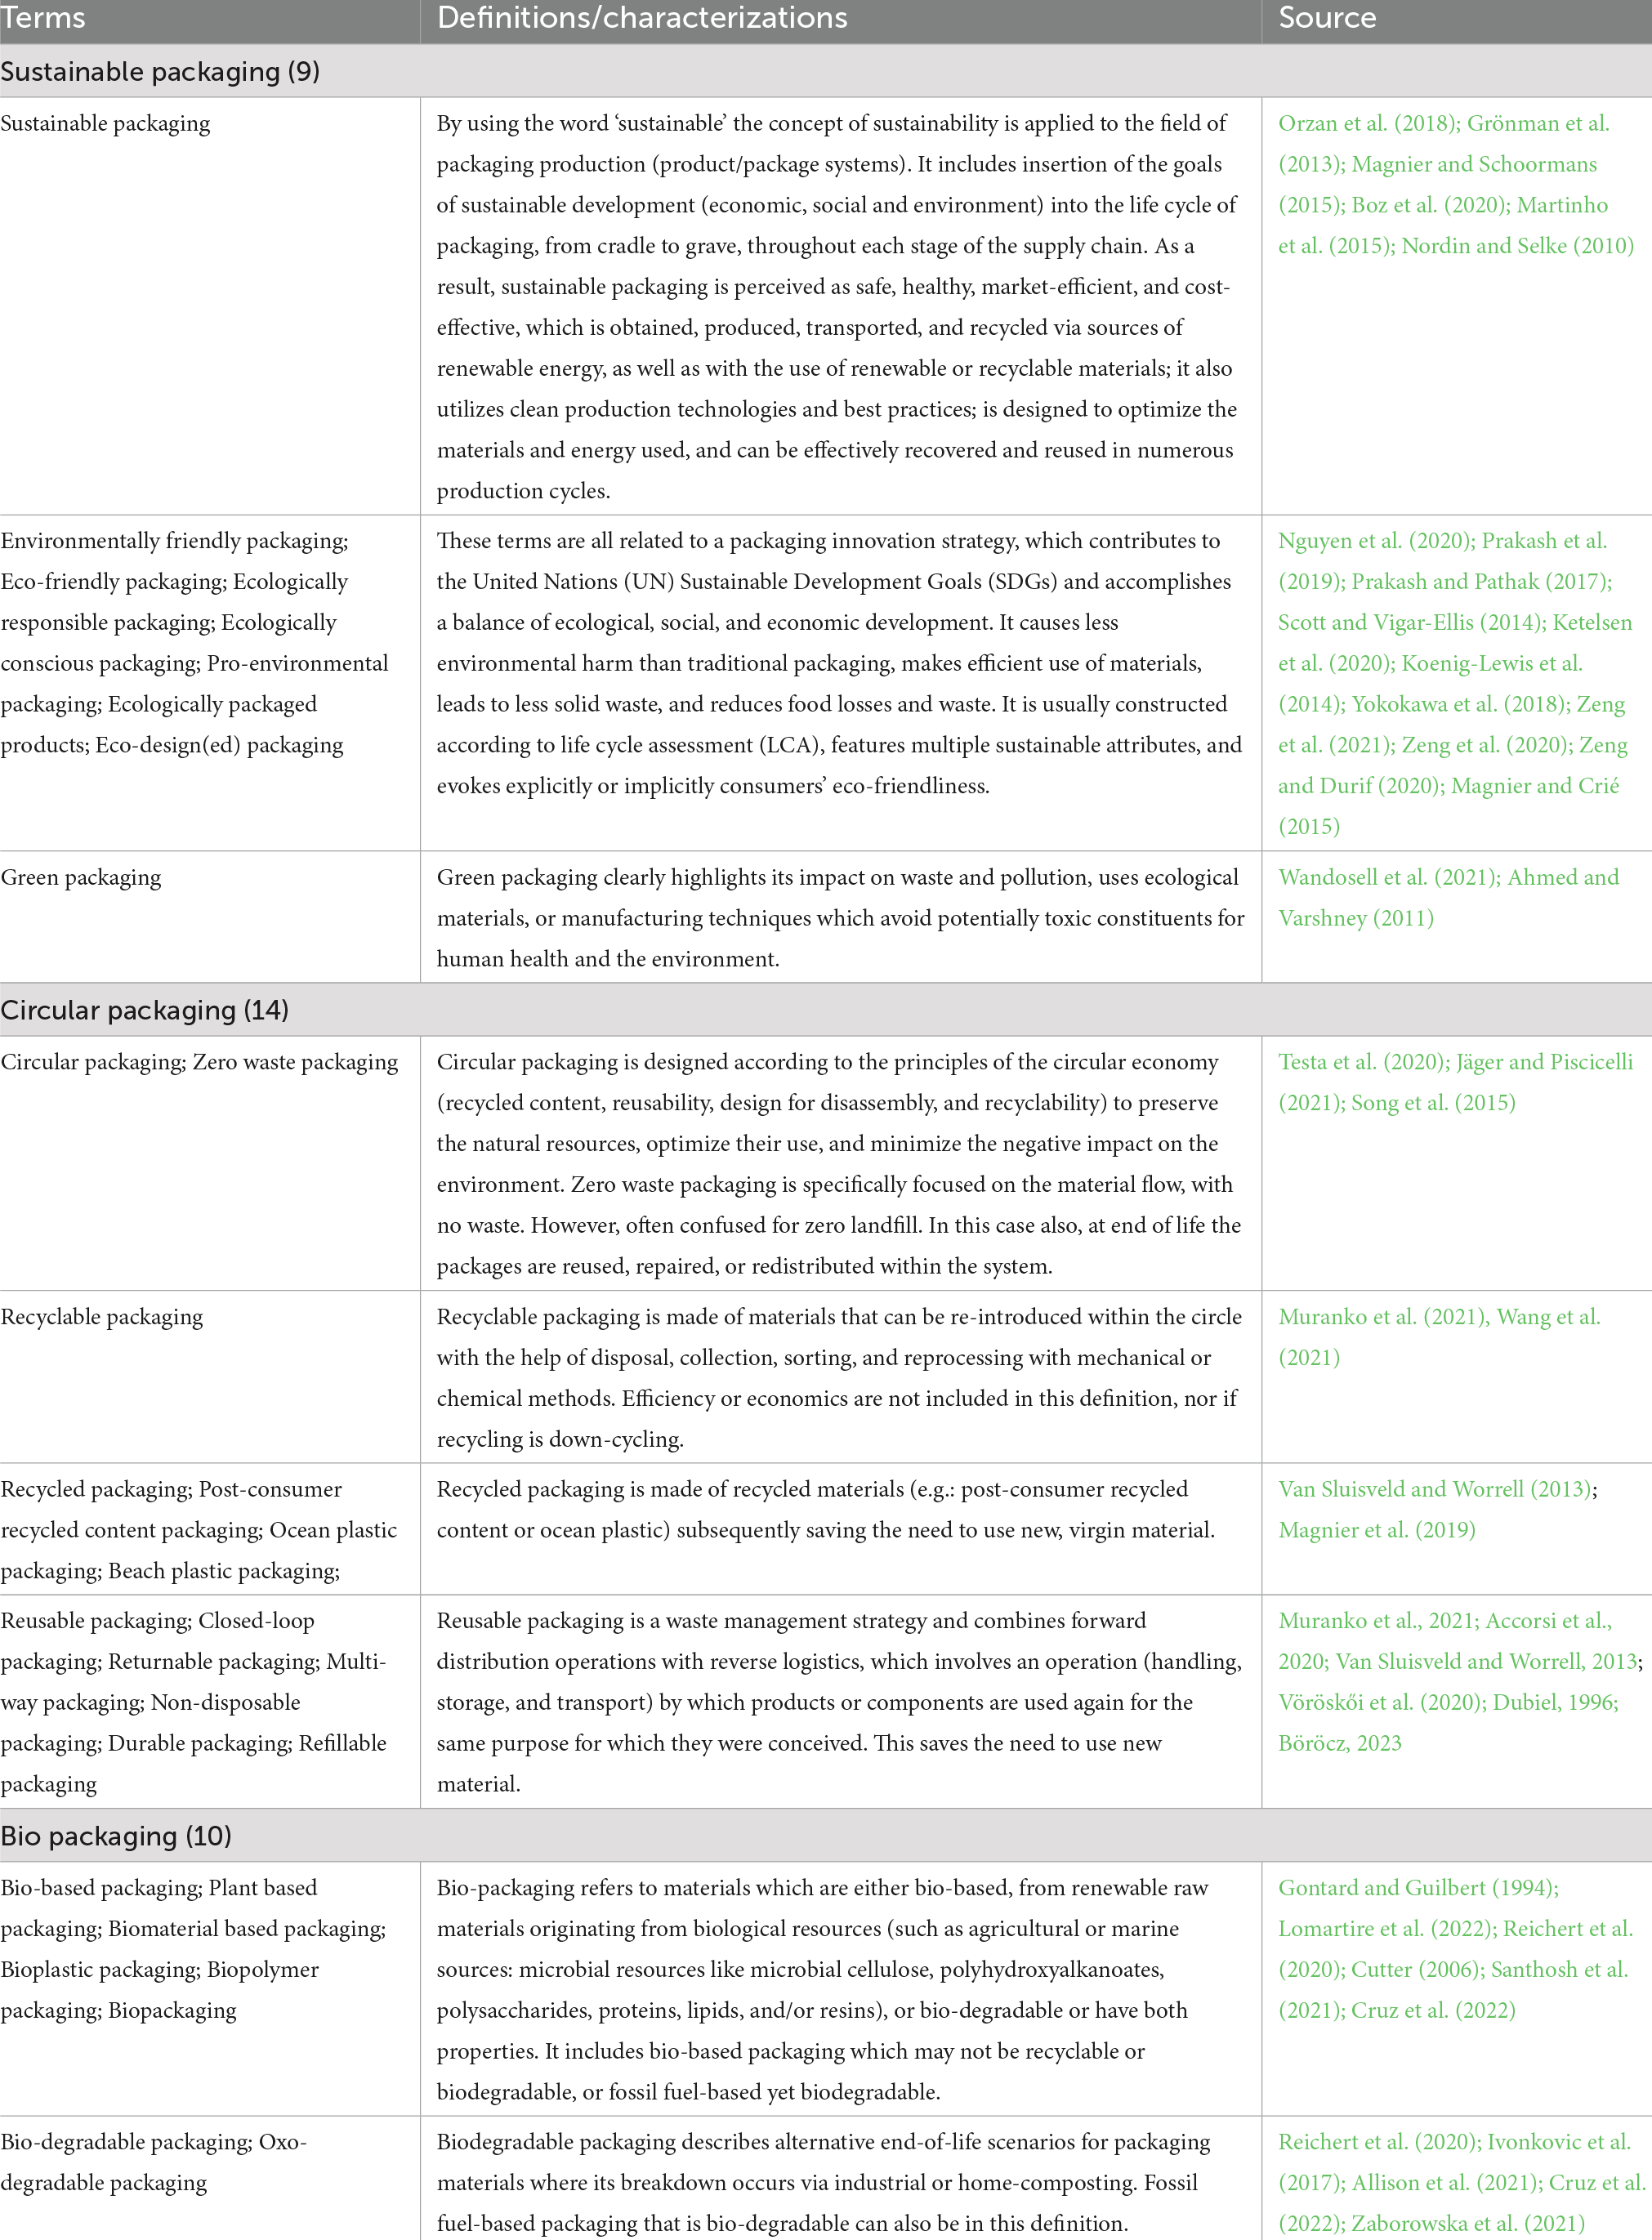 Terms
Definitions/characterizations
Source
Sustainable packaging (9)
Sustainable packaging
By using the word ‘sustainable’ the concept of sustainability is applied to the field of
packaging production (product/package systems). It includes insertion of the goals
of sustainable development (economic, social and environment) into the life cycle of
packaging, from cradle to grave, throughout each stage of the supply chain. As a
result, sustainable packaging is perceived as safe, healthy, market-efficient, and cost-
effective, which is obtained, produced, transported, and recycled via sources of
renewable energy, as well as with the use of renewable or recyclable materials; it also
utilizes clean production technologies and best practices; is designed to optimize the
materials and energy used, and can be effectively recovered and reused in numerous
production cycles.
Orzan et al. (2018); Grönman et al.
(2013); Magnier and Schoormans
(2015); Boz et al. (2020); Martinho
et al. (2015); Nordin and Selke (2010)
Environmentally friendly packaging;
Eco-friendly packaging; Ecologically
responsible packaging; Ecologically
conscious packaging; Pro-environmental
packaging; Ecologically packaged
products; Eco-design(ed) packaging
These terms are all related to a packaging innovation strategy, which contributes to
the United Nations (UN) Sustainable Development Goals (SDGs) and accomplishes
a balance of ecological, social, and economic development. It causes less
environmental harm than traditional packaging, makes efficient use of materials,
leads to less solid waste, and reduces food losses and waste. It is usually constructed
according to life cycle assessment (LCA), features multiple sustainable attributes, and
evokes explicitly or implicitly consumers’ eco-friendliness.
Nguyen et al. (2020); Prakash et al.
(2019); Prakash and Pathak (2017);
Scott and Vigar-Ellis (2014); Ketelsen
et al. (2020); Koenig-Lewis et al.
(2014); Yokokawa et al. (2018); Zeng
et al. (2021); Zeng et al. (2020); Zeng
and Durif (2020); Magnier and Crié
(2015)
Green packaging
Green packaging clearly highlights its impact on waste and pollution, uses ecological
materials, or manufacturing techniques which avoid potentially toxic constituents for
human health and the environment.
Wandosell et al. (2021); Ahmed and
Varshney (2011)
Circular packaging (14)
Circular packaging; Zero waste packaging
Circular packaging is designed according to the principles of the circular economy
(recycled content, reusability, design for disassembly, and recyclability) to preserve
the natural resources, optimize their use, and minimize the negative impact on the
environment. Zero waste packaging is specifically focused on the material flow, with
no waste. However, often confused for zero landfill. In this case also, at end of life the
packages are reused, repaired, or redistributed within the system.
Testa et al. (2020); Jäger and Piscicelli
(2021); Song et al. (2015)
Recyclable packaging
Recyclable packaging is made of materials that can be re-introduced within the circle
with the help of disposal, collection, sorting, and reprocessing with mechanical or
chemical methods. Efficiency or economics are not included in this definition, nor if
recycling is down-cycling.
Muranko et al. (2021), Wang et al.
(2021)
Recycled packaging; Post-consumer
recycled content packaging; Ocean plastic
packaging; Beach plastic packaging;
Recycled packaging is made of recycled materials (e.g.: post-consumer recycled
content or ocean plastic) subsequently saving the need to use new, virgin material.
Van Sluisveld and Worrell (2013);
Magnier et al. (2019)
Reusable packaging; Closed-loop
packaging; Returnable packaging; Multi-
way packaging; Non-disposable
packaging; Durable packaging; Refillable
packaging
Reusable packaging is a waste management strategy and combines forward
distribution operations with reverse logistics, which involves an operation (handling,
storage, and transport) by which products or components are used again for the
same purpose for which they were conceived. This saves the need to use new
material.
Muranko et al., 2021; Accorsi et al.,
2020; Van Sluisveld and Worrell, 2013;
Vöröskői et al. (2020); Dubiel, 1996;
Böröcz, 2023
Bio packaging (10)
Bio-based packaging; Plant based
packaging; Biomaterial based packaging;
Bioplastic packaging; Biopolymer
packaging; Biopackaging
Bio-packaging refers to materials which are either bio-based, from renewable raw
materials originating from biological resources (such as agricultural or marine
sources: microbial resources like microbial cellulose, polyhydroxyalkanoates,
polysaccharides, proteins, lipids, and/or resins), or bio-degradable or have both
properties. It includes bio-based packaging which may not be recyclable or
biodegradable, or fossil fuel-based yet biodegradable.
Gontard and Guilbert (1994);
Lomartire et al. (2022); Reichert et al.
(2020); Cutter (2006); Santhosh et al.
(2021); Cruz et al. (2022)
Bio-degradable packaging; Oxo-
degradable packaging
Biodegradable packaging describes alternative end-of-life scenarios for packaging
materials where its breakdown occurs via industrial or home-composting. Fossil
fuel-based packaging that is bio-degradable can also be in this definition.
Reichert et al. (2020); Ivonkovic et al.
(2017); Allison et al. (2021); Cruz et al.
(2022); Zaborowska et al. (2021)